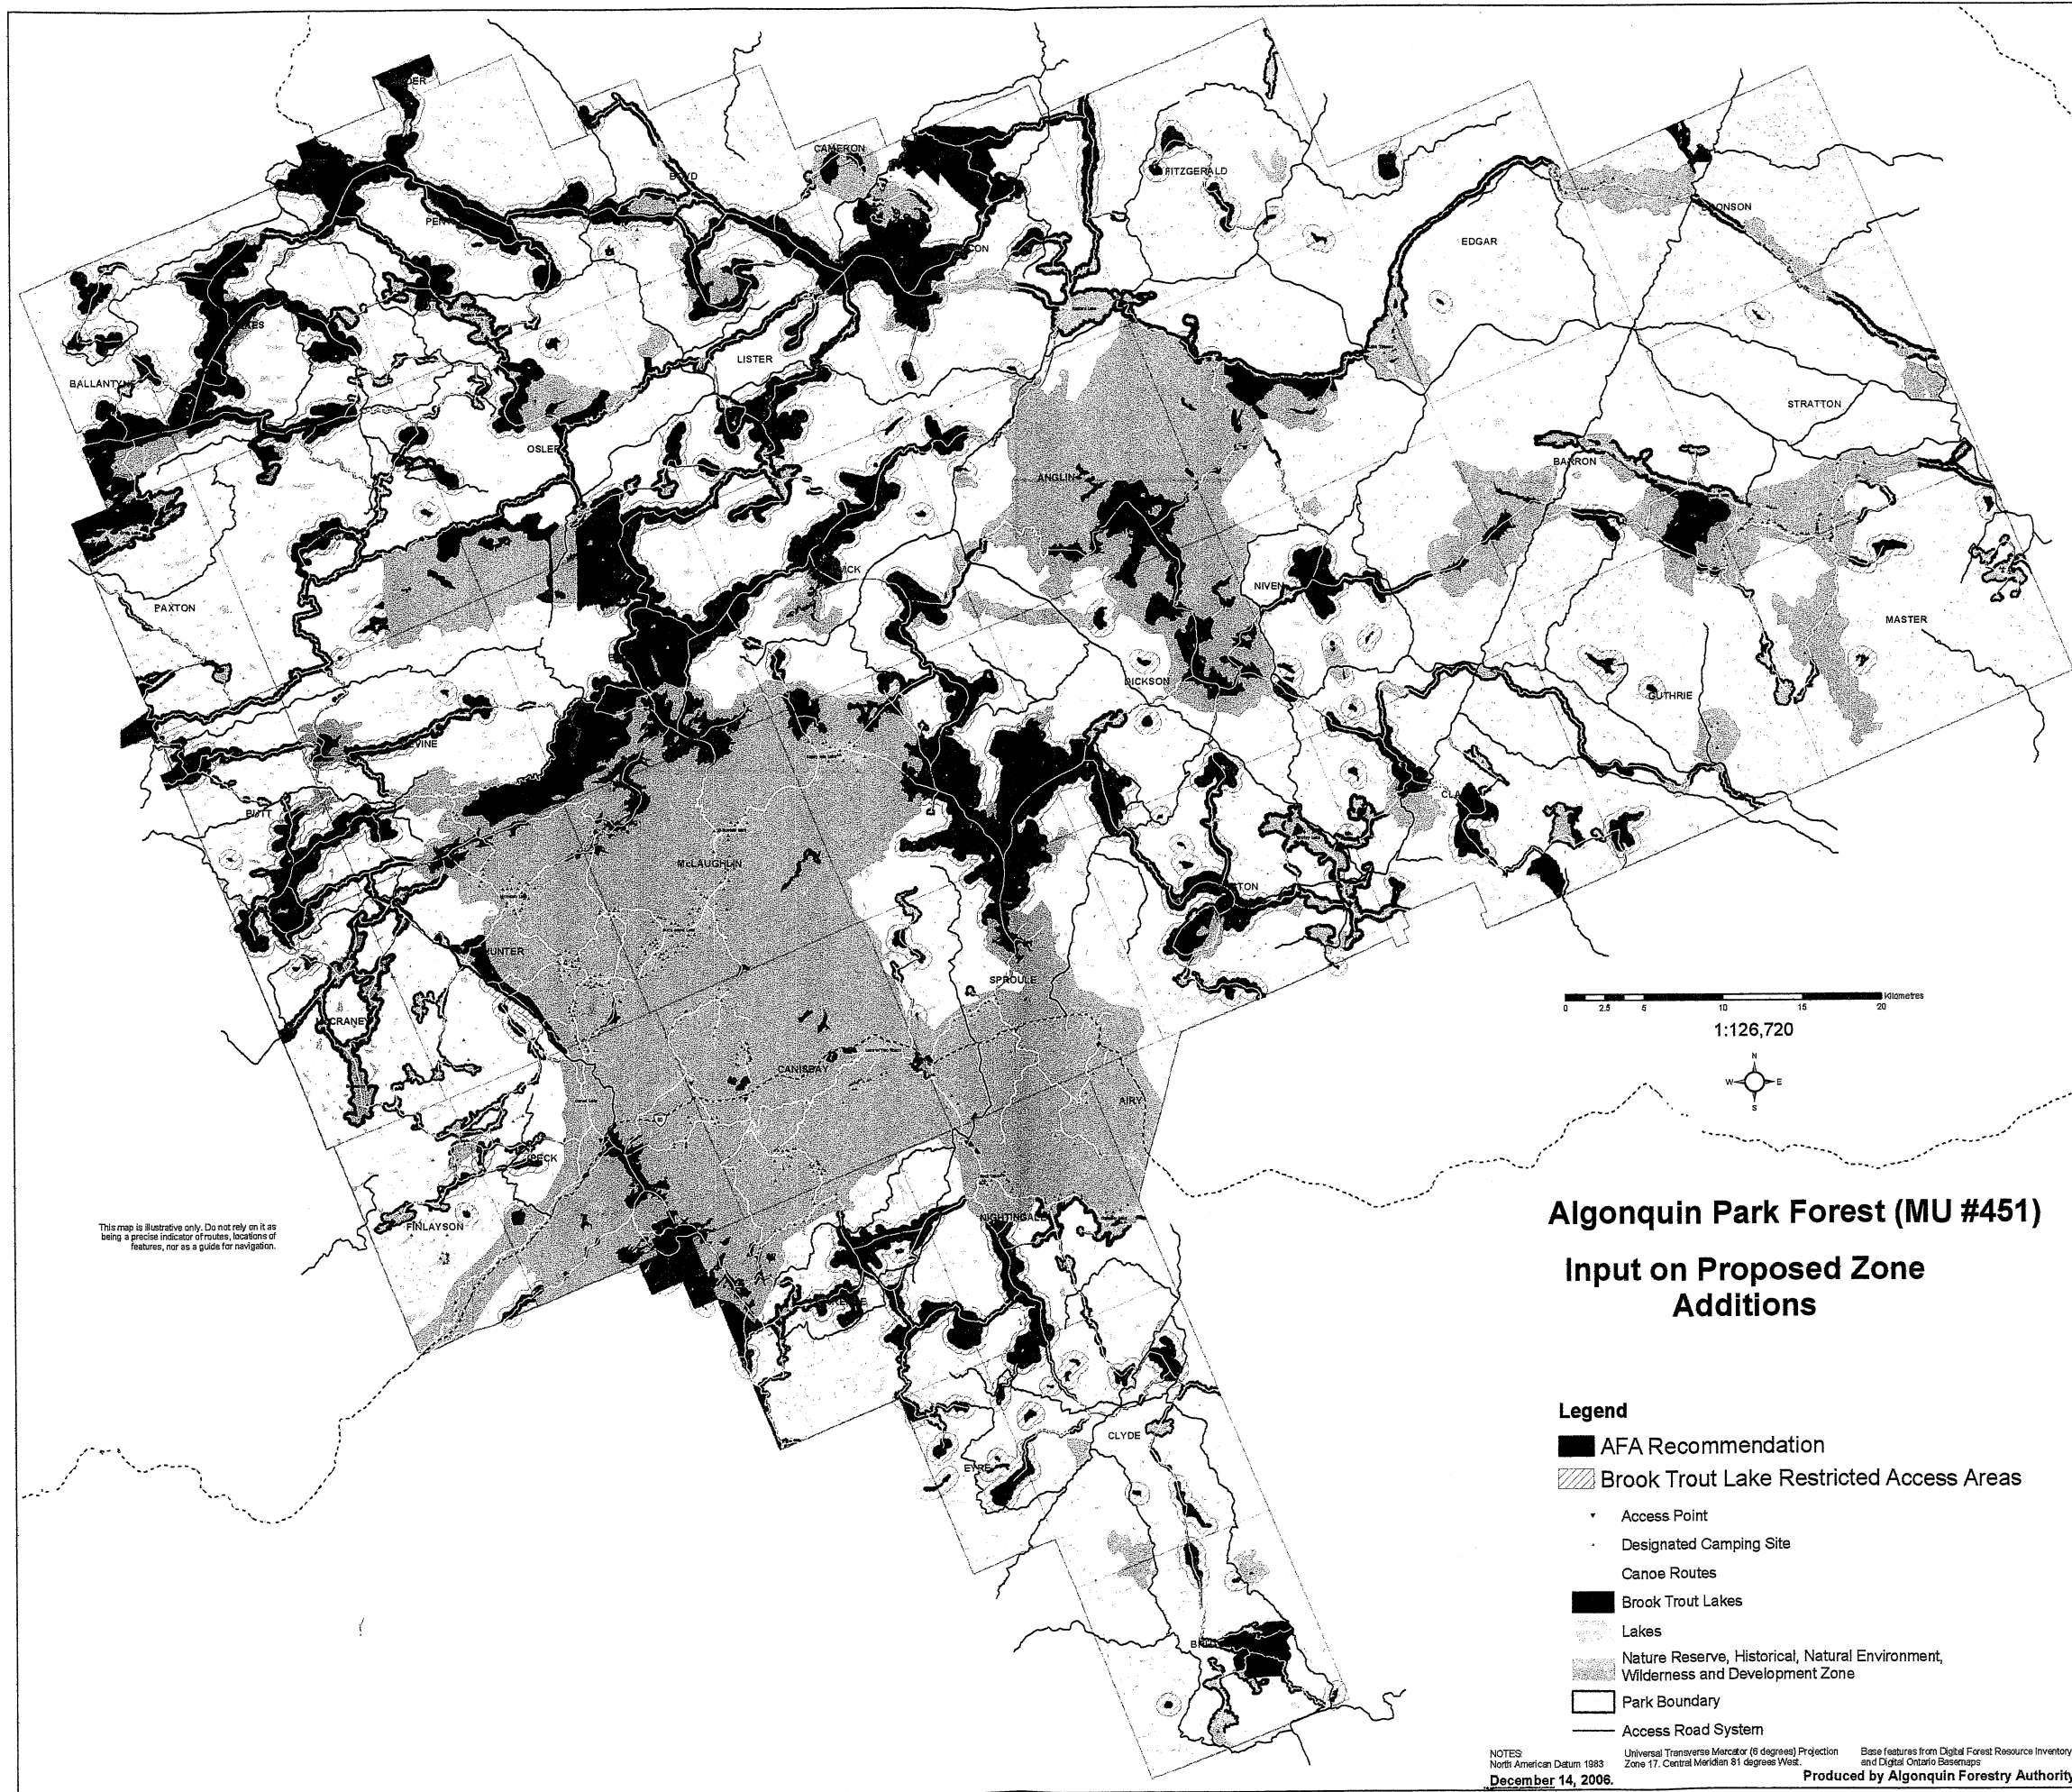 CAMERON
BOYD
FITZGERALD
BRONSON
EDGAR
LISTER
BALLANTYNE
STRATTON
OSLER
BARRON
ANGLIN
NIVEN
PAXTON
MASTER
DICKSON
GUTHRIE
McLAUGHLIN
HUNTER
SPROULE
McCRANEY
CANISBAY
AIRY
PECK
FINLAYSON
NIGHTINGALE
CLYDE
EYRE
This map is illustrative only. Do not rely on it as
being a precise indicator of routes, locations of
features, nor as a guide for navigation.
0 2.5 5 10 15 20 Kilometres
1:126,720
N
W E
S
Algonquin Park Forest (MU #451)
Input on Proposed Zone
Additions
Legend
AFA Recommendation
Brook Trout Lake Restricted Access Areas
Access Point
Designated Camping Site
Canoe Routes
Brook Trout Lakes
Lakes
Nature Reserve, Historical, Natural Environment,
Wilderness and Development Zone
Park Boundary
Access Road System
NOTES:
North American Datum 1983
Universal Transverse Mercator (6 degrees) Projection
Zone 17. Central Meridian 81 degrees West.
Base features from Digital Forest Resource Inventory
and Digital Ontario Basemaps
December 14, 2006.
Produced by Algonquin Forestry Authority